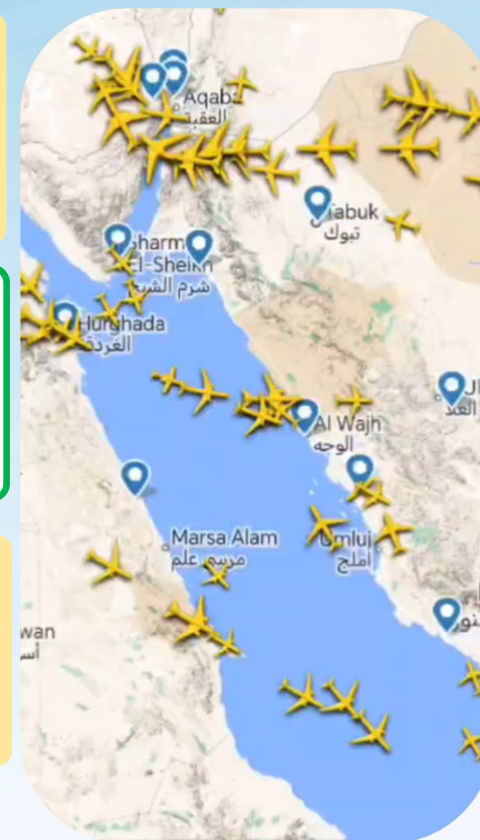 Aqaba
العقبة
Tabuk
تبوك
Sharm
El-Sheikh
شرم الشيخ
Hurghada
الغردقة
Al Wajh
الوجه
Marsa Alam
مرسى علم
Umluj
أملج
wan